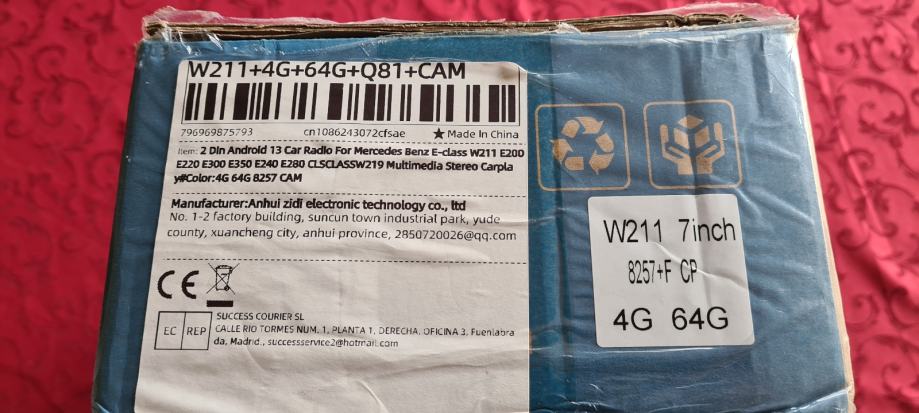 W211+4G+64G+Q81+CAM
796969875793 cn1086243072cfsae ★ Made In China
Item: 2 Din Android 13 Car Radio For Mercedes Benz E-class W211 E200
E220 E300 E350 E240 E280 CLSCLASSW219 Multimedia Stereo Carpla
y#Color:4G 64G 8257 CAM
Manufacturer:Anhui zidi electronic technology co., ltd
No. 1-2 factory building, suncun town industrial park, yude
county, xuancheng city, anhui province, 2850720026@qq.com
CE
EC REP
SUCCESS COURIER SL
CALLE RIO TORMES NUM. 1, PLANTA 1, DERECHA, OFICINA 3, Fuenlabra
da, Madrid., successservice2@hotmail.com
W211 7inch
8257+F CP
4G 64G